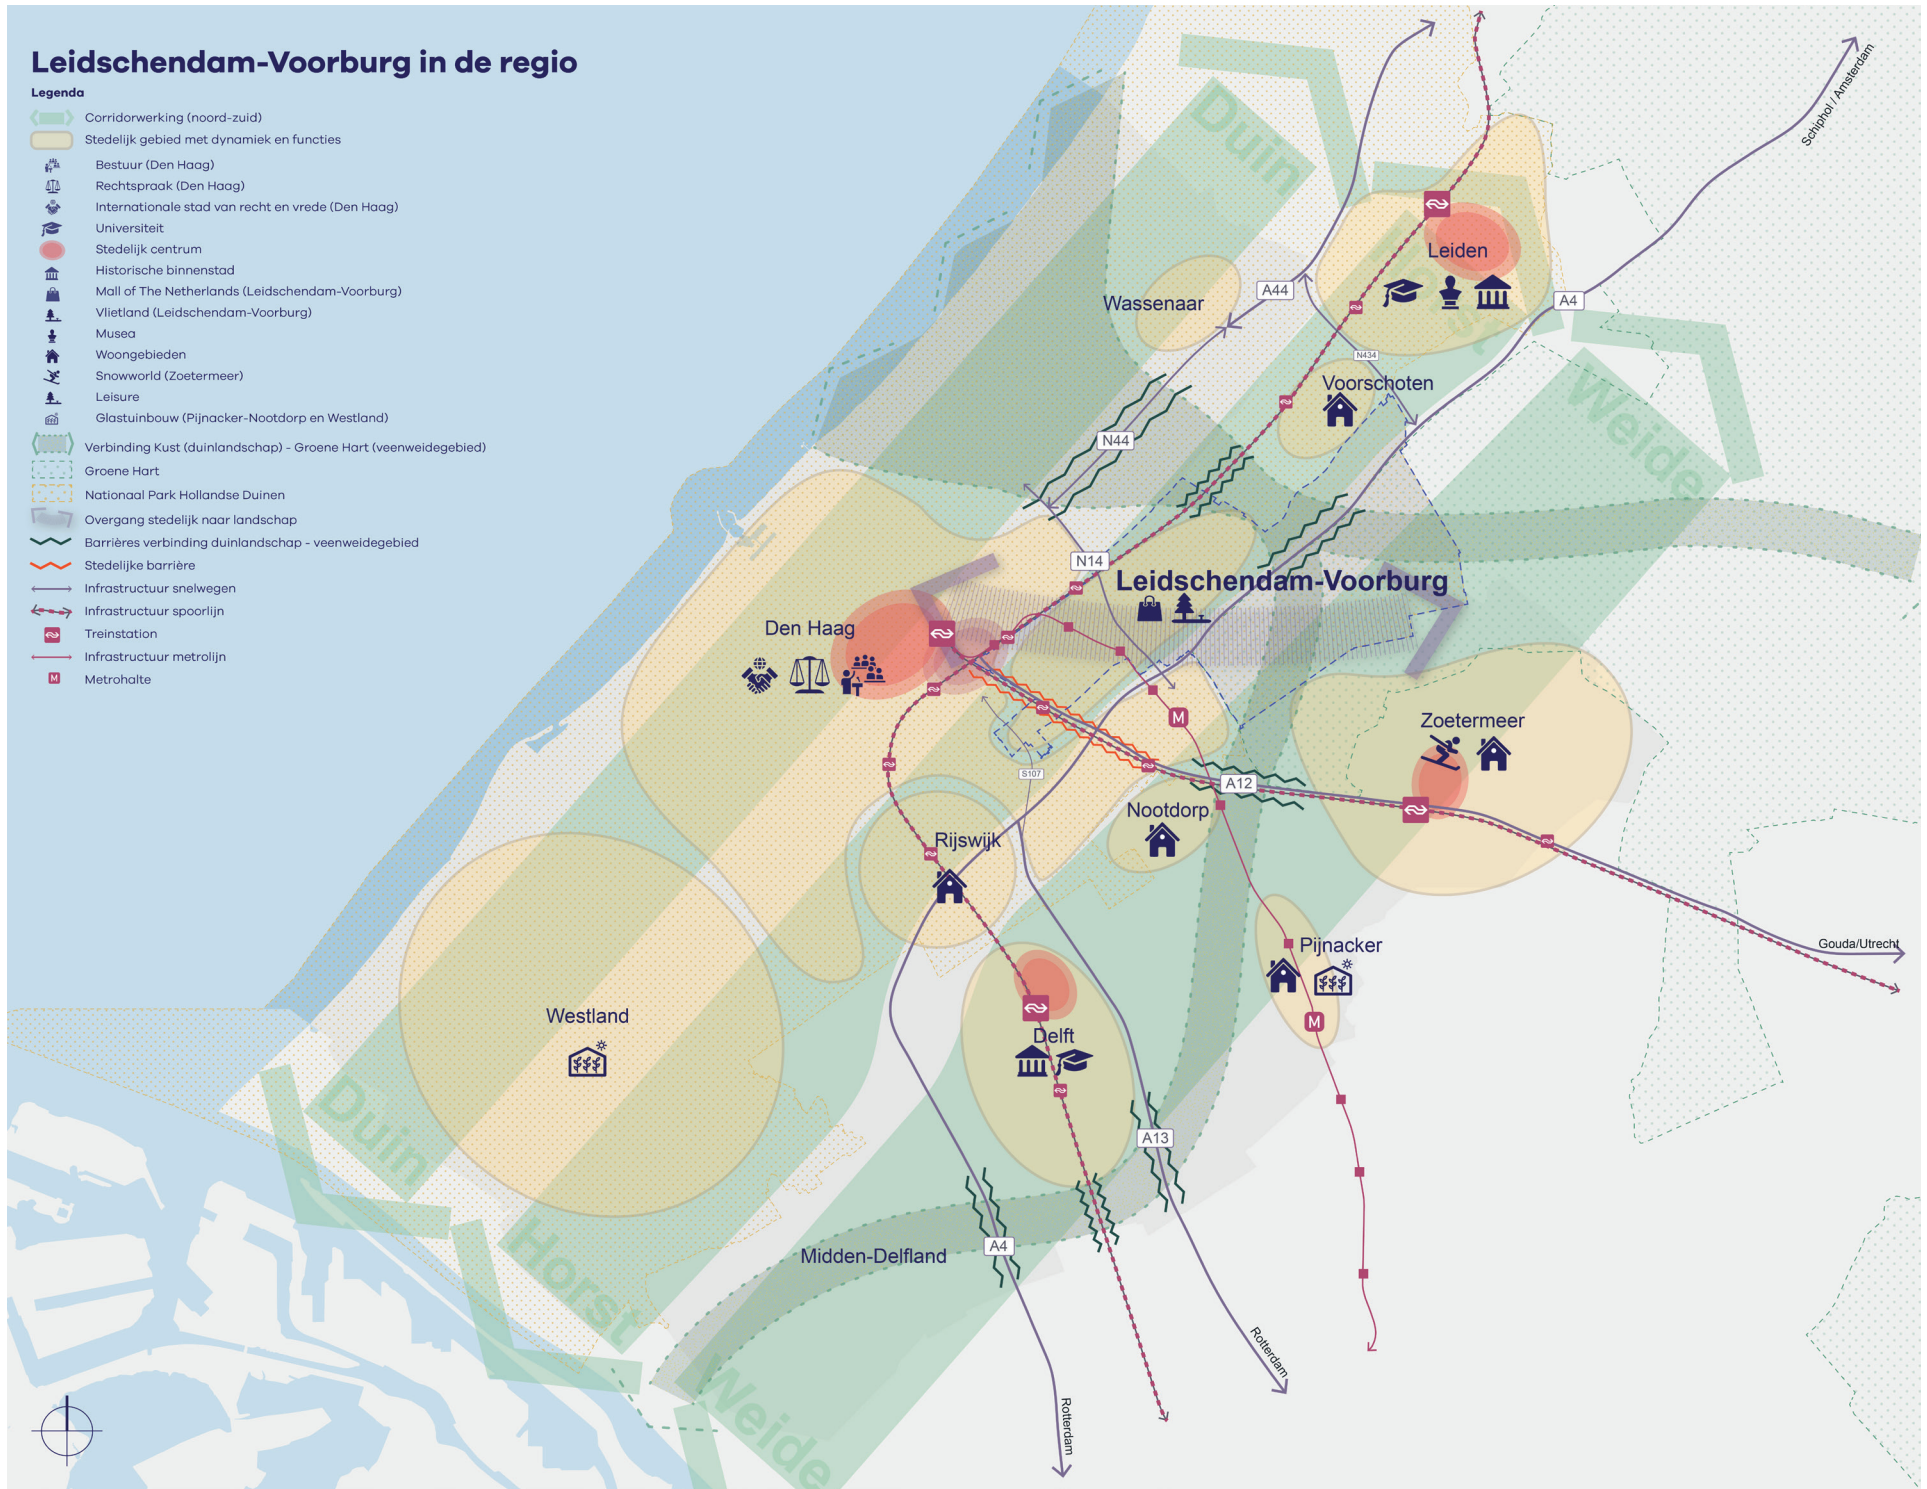 Leidschendam-Voorburg in de regio
Legenda
Corridorwerking (noord-zuid)
Stedelijk gebied met dynamiek en functies
Bestuur (Den Haag)
Rechtspraak (Den Haag)
Internationale stad van recht en vrede (Den Haag)
Universiteit
Stedelijk centrum
Historische binnenstad
Mall of The Netherlands (Leidschendam-Voorburg)
Vlietland (Leidschendam-Voorburg)
Musea
Woongebieden
Snowworld (Zoetermeer)
Leisure
Glastuinbouw (Pijnacker-Nootdorp en Westland)
Verbinding Kust (duinlandschap) - Groene Hart (veenweidegebied)
Groene Hart
Nationaal Park Hollandse Duinen
Overgang stedelijk naar landschap
Barrières verbinding duinlandschap - veenweidegebied
Stedelijke barrière
Infrastructuur snelwegen
Infrastructuur spoorlijn
Treinstation
Infrastructuur metrolijn
M Metrohalte
Schiphol / Amsterdam
Duin
Leiden
A44
A4
Wassenaar
N434
Voorschoten
Weide
N44
N14
Leidschendam-Voorburg
Den Haag
M
Zoetermeer
S107
A12
Nootdorp
Rijswijk
Gouda/Utrecht
Pijnacker
M
Westland
Delft
Duin
A13
Horst
Midden-Delfland
A4
Rotterdam
Weide
Rotterdam